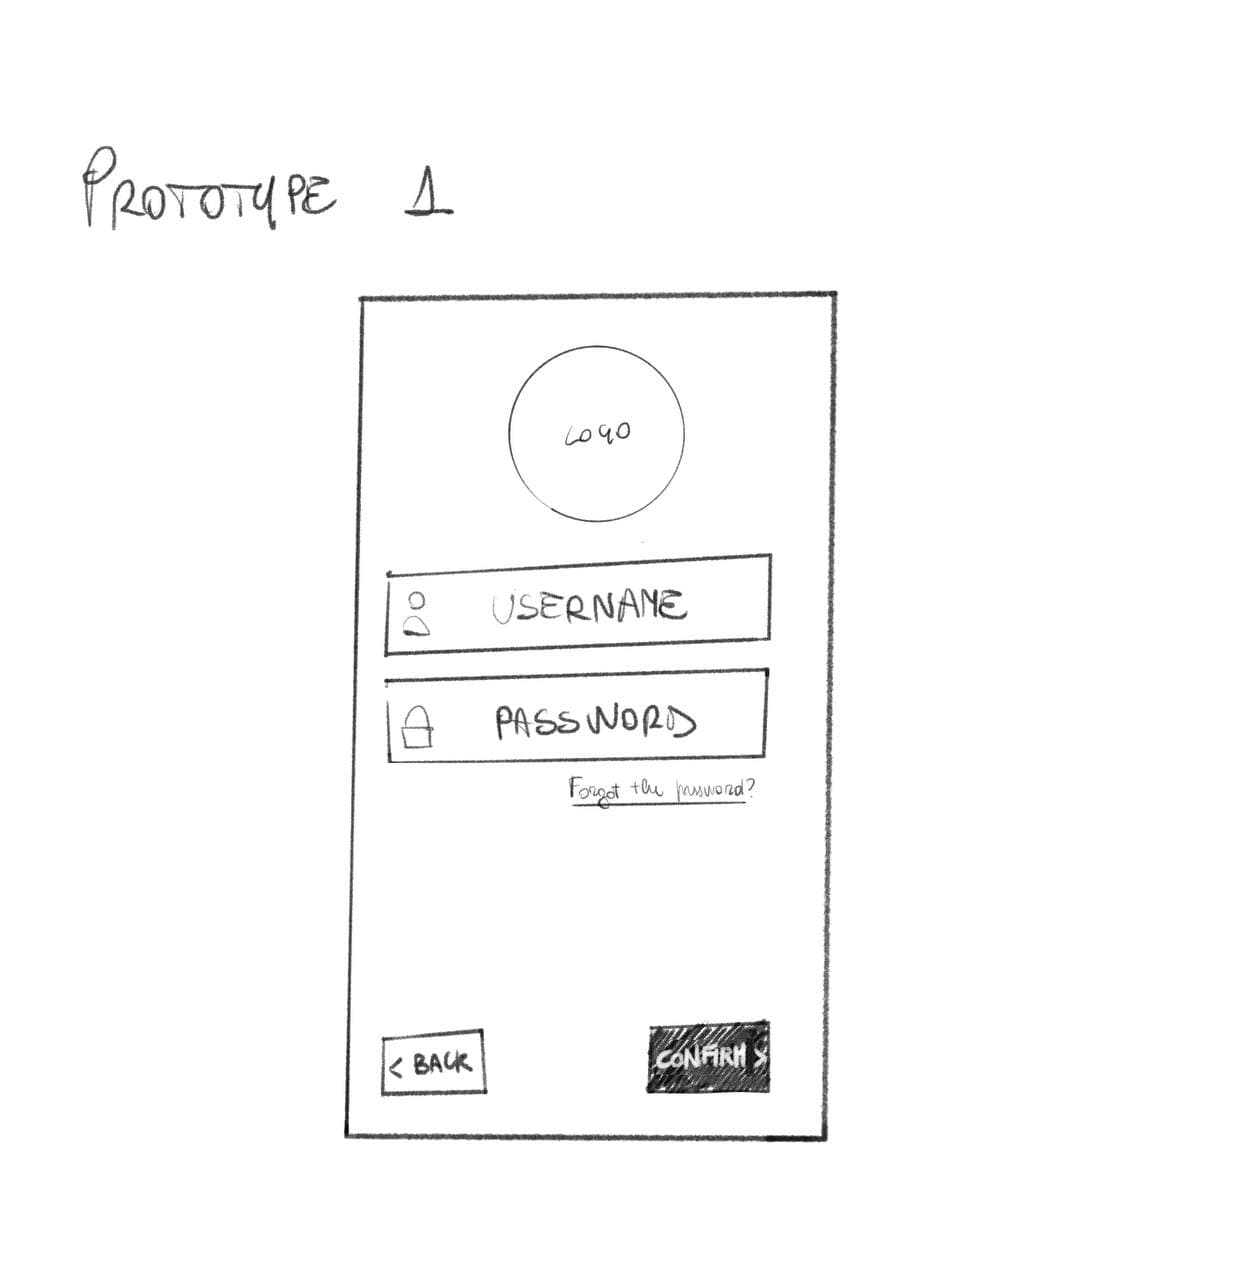 PROTOTYPE 1
LOGO
USERNAME
PASSWORD
Forgot the password?
< BACK
CONFIRM >